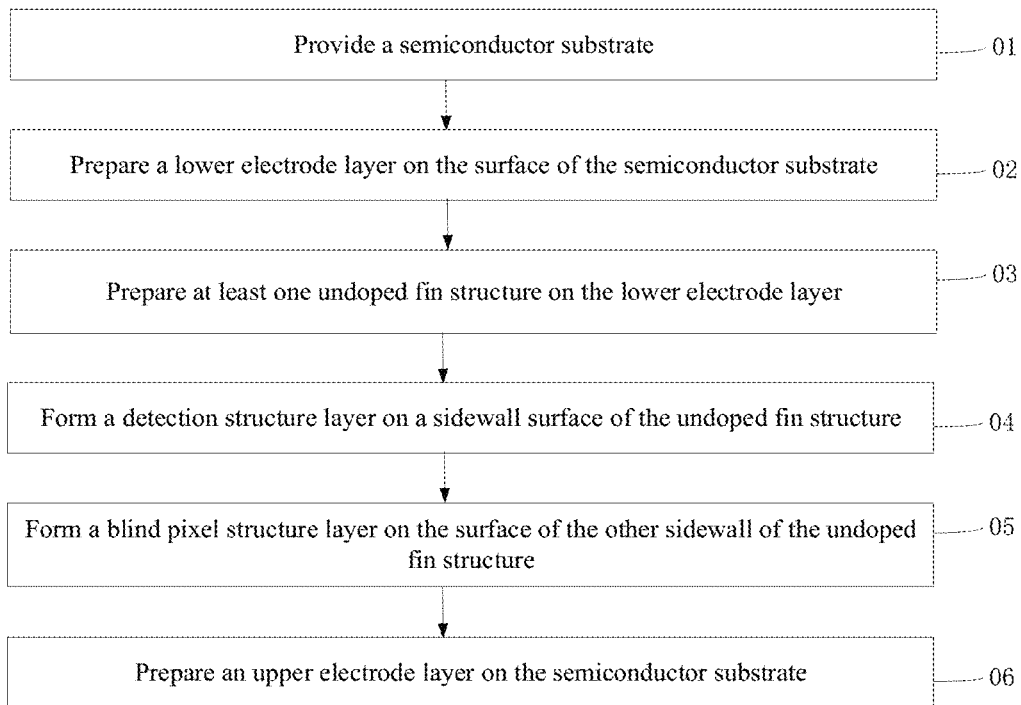 Provide a semiconductor substrate
01
Prepare a lower electrode layer on the surface of the semiconductor substrate
02
Prepare at least one undoped fin structure on the lower electrode layer
03
Form a detection structure layer on a sidewall surface of the undoped fin structure
04
Form a blind pixel structure layer on the surface of the other sidewall of the undoped
fin structure
05
Prepare an upper electrode layer on the semiconductor substrate
06